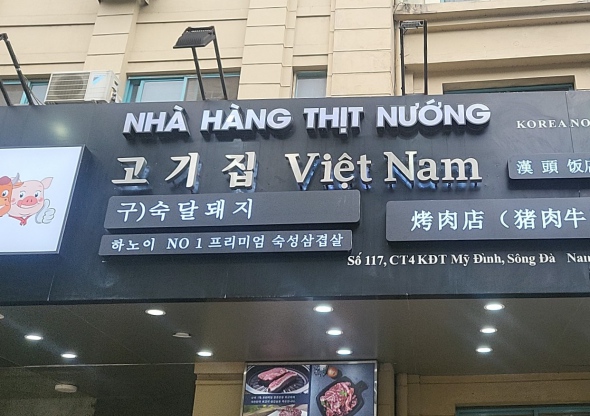 NHÀ HÀNG THỊT NƯỚNG
KOREA NO
고기집 Việt Nam
漢頭饭店
구)숙달돼지
烤肉店（猪肉牛
하노이 NO 1 프리미엄 숙성삼겹살
Số 117, CT4 KĐT Mỹ Đình, Sông Đà Nam